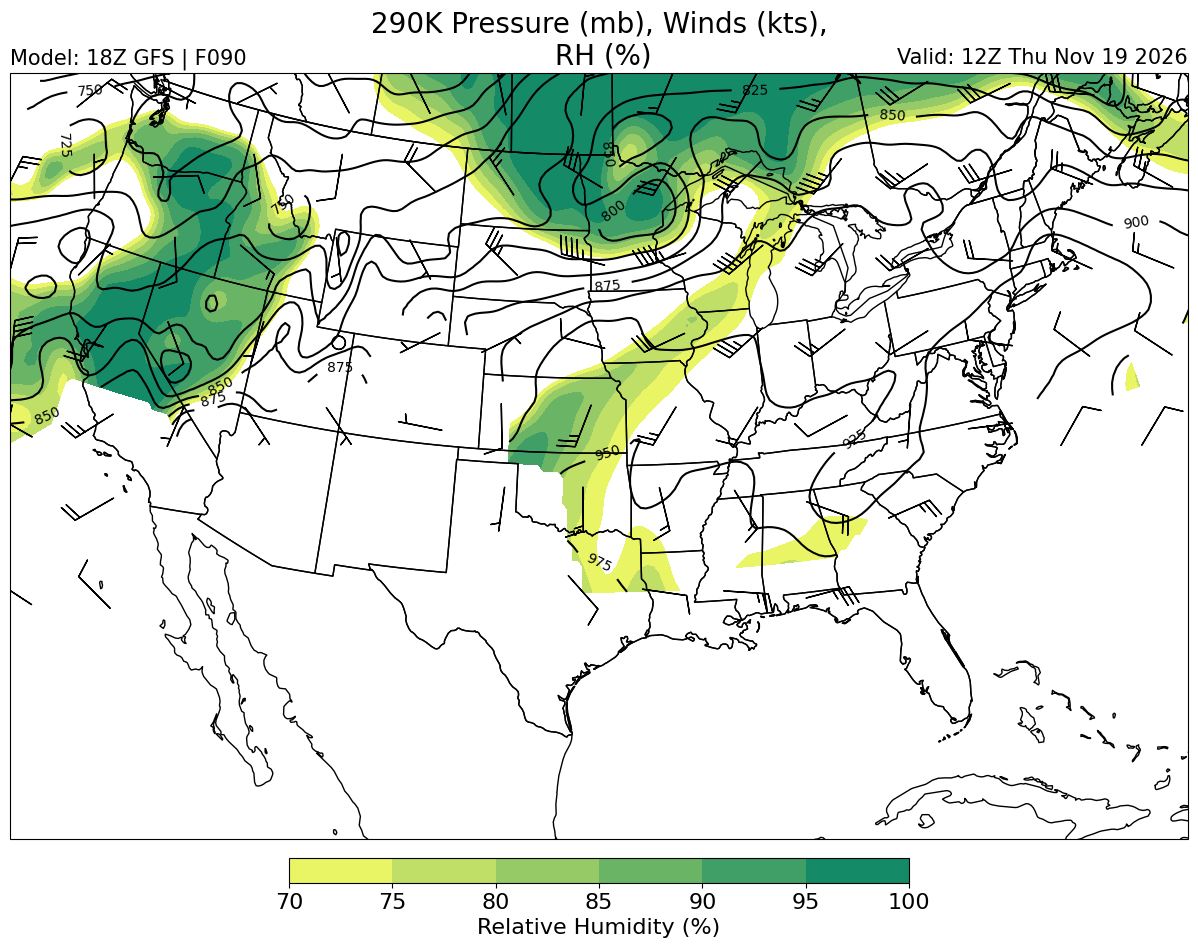 290K Pressure (mb), Winds (kts),
RH (%)
Model: 18Z GFS | F090
Valid: 12Z Thu Nov 19 2026
750
825
850
725
850
750
800
900
875
875
850
875
850
925
950
975
70 75 80 85 90 95 100
Relative Humidity (%)